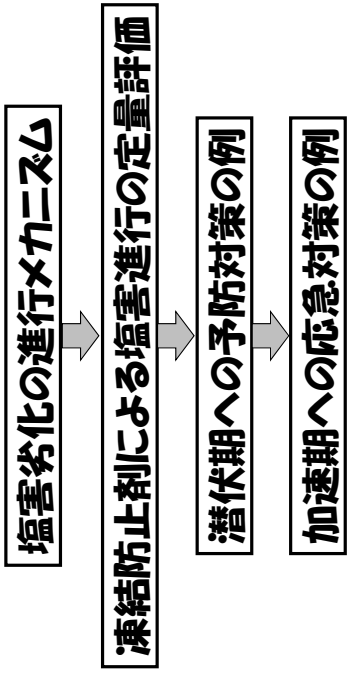 塩害劣化の進行メカニズム
凍結防止剤による塩害進行の定量評価
潜伏期への予防対策の例
加速期への応急対策の例